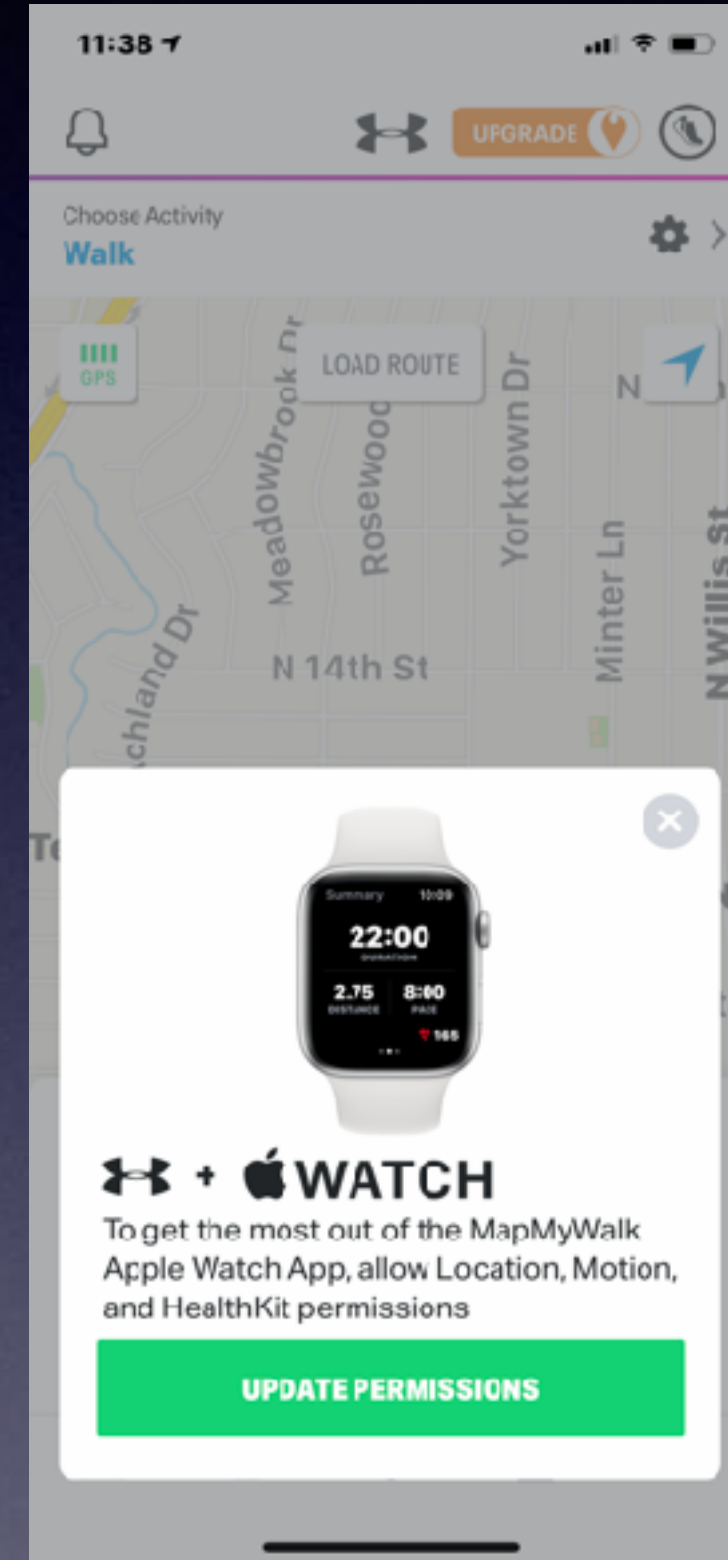 11:38
UPGRADE
Choose Activity
Walk
GPS
LOAD ROUTE
N
Meadowbrook Dr
Rosewood
Yorktown Dr
Minter Ln
N Willis St
N 14th St
Te
Summary 10:09
22:00
DURATION
2.75 8:00
DISTANCE PACE
165
+ WATCH
To get the most out of the MapMyWalk
Apple Watch App, allow Location, Motion,
and HealthKit permissions
UPDATE PERMISSIONS